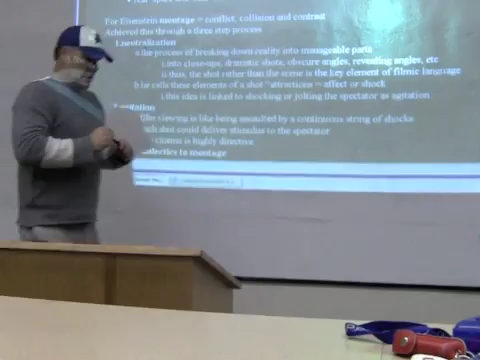 For Eisenstein montage = conflict, collision and contrast
Achieved this through a three step process
the process of breaking down reality into manageable parts
i.into close-ups, dramatic shots, obscure angles, revealing angles, etc
ii thus, the shot rather than the scene is the key element of filmic language
he calls these elements of a shot "attractions = affect or shock
i.this idea is linked to shocking or jolting the spectator as agitation.
film viewing is like being assaulted by a continuous string of shocks
shot could deliver stimulus to the spectator
cinema is highly directive
to montage